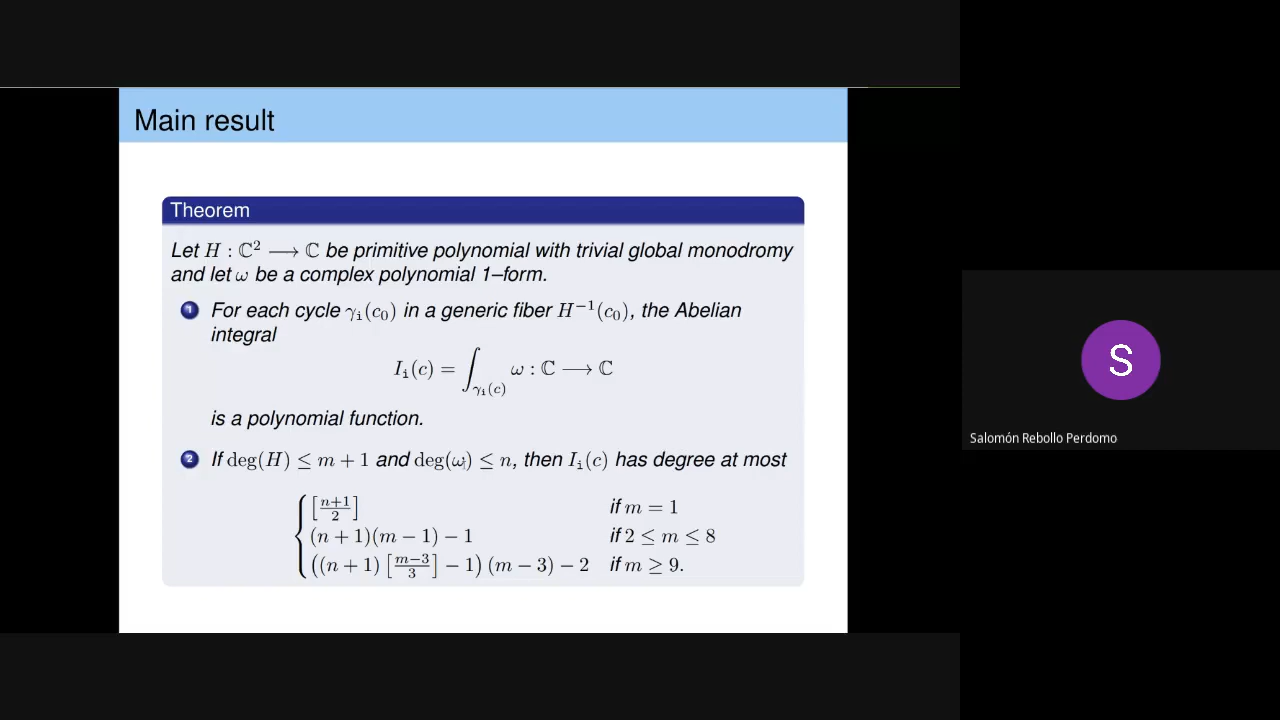 Main result
Theorem
Let H : ℂ² ⟶ ℂ be primitive polynomial with trivial global monodromy
and let ω be a complex polynomial 1–form.
1 For each cycle γᵢ(c₀) in a generic fiber H⁻¹(c₀), the Abelian
integral
Iᵢ(c) = ∫_{γᵢ(c)} ω : ℂ ⟶ ℂ
is a polynomial function.
2 If deg(H) ≤ m + 1 and deg(ω) ≤ n, then Iᵢ(c) has degree at most
{ [(n+1)/2] if m = 1
(n + 1)(m − 1) − 1 if 2 ≤ m ≤ 8
((n + 1) [(m−3)/3] − 1) (m − 3) − 2 if m ≥ 9.
S
Salomón Rebollo Perdomo